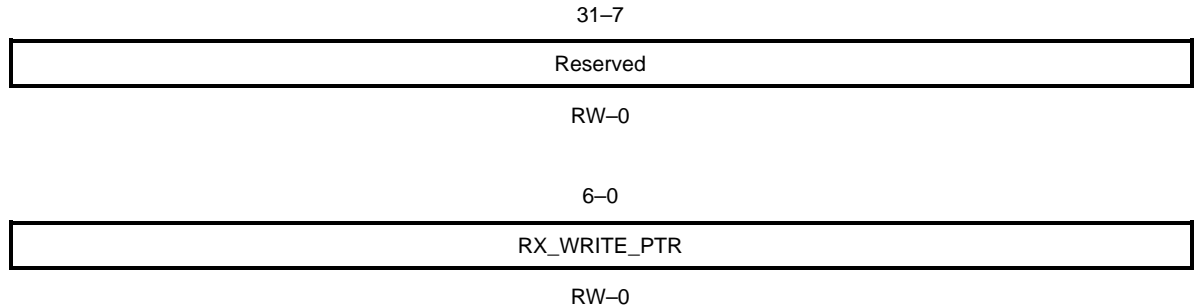 31–7
Reserved
RW–0
6–0
RX_WRITE_PTR
RW–0